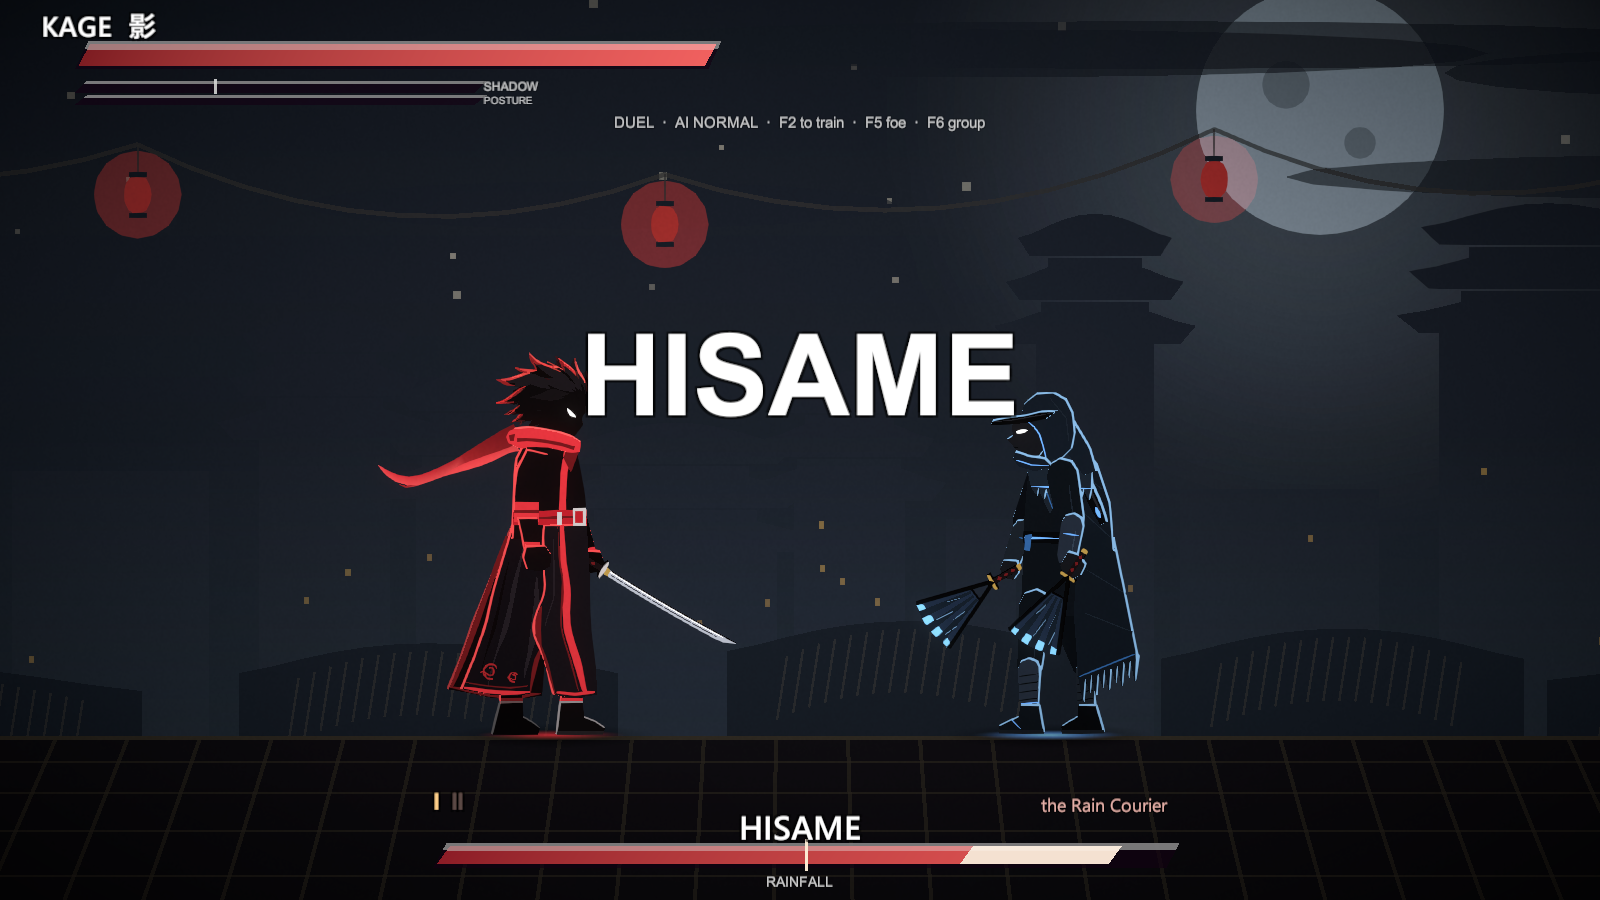 KAGE 影
SHADOW
POSTURE
DUEL · AI NORMAL · F2 to train · F5 foe · F6 group
HISAME
I II
the Rain Courier
HISAME
RAINFALL